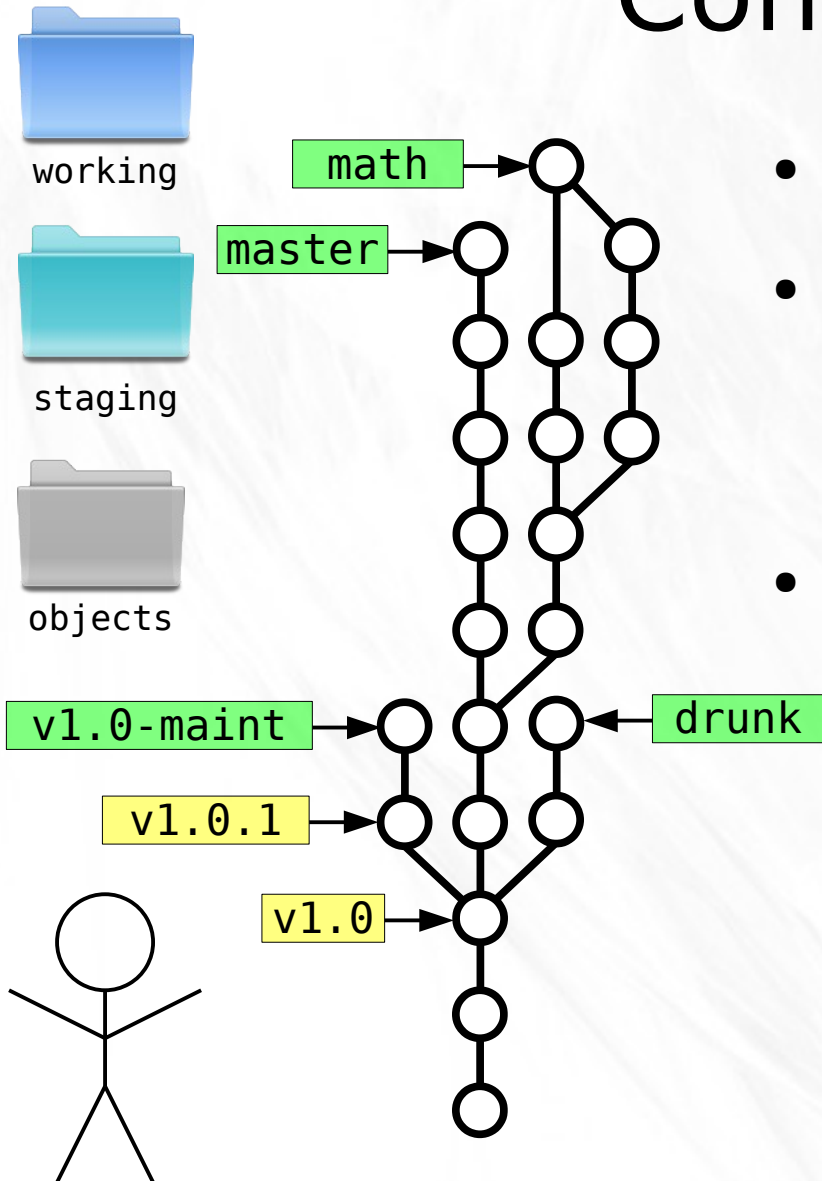 working
math
master
staging
objects
v1.0-maint
drunk
v1.0.1
v1.0